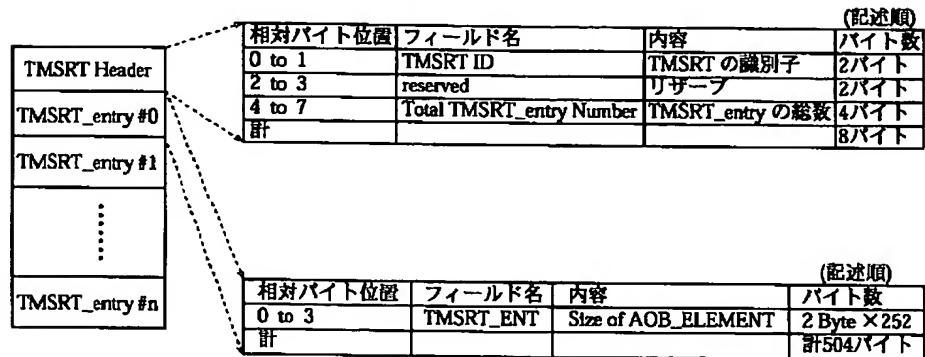 TMSRT Header
TMSRT_entry #0
TMSRT_entry #1
TMSRT_entry #n
(記述順)
相対バイト位置 フィールド名 内容 バイト数
0 to 1 TMSRT ID TMSRT の識別子 2バイト
2 to 3 reserved リザーブ 2バイト
4 to 7 Total TMSRT_entry Number TMSRT_entry の総数 4バイト
計 8バイト
(記述順)
相対バイト位置 フィールド名 内容 バイト数
0 to 3 TMSRT_ENT Size of AOB_ELEMENT 2 Byte ×252
計 計504バイト